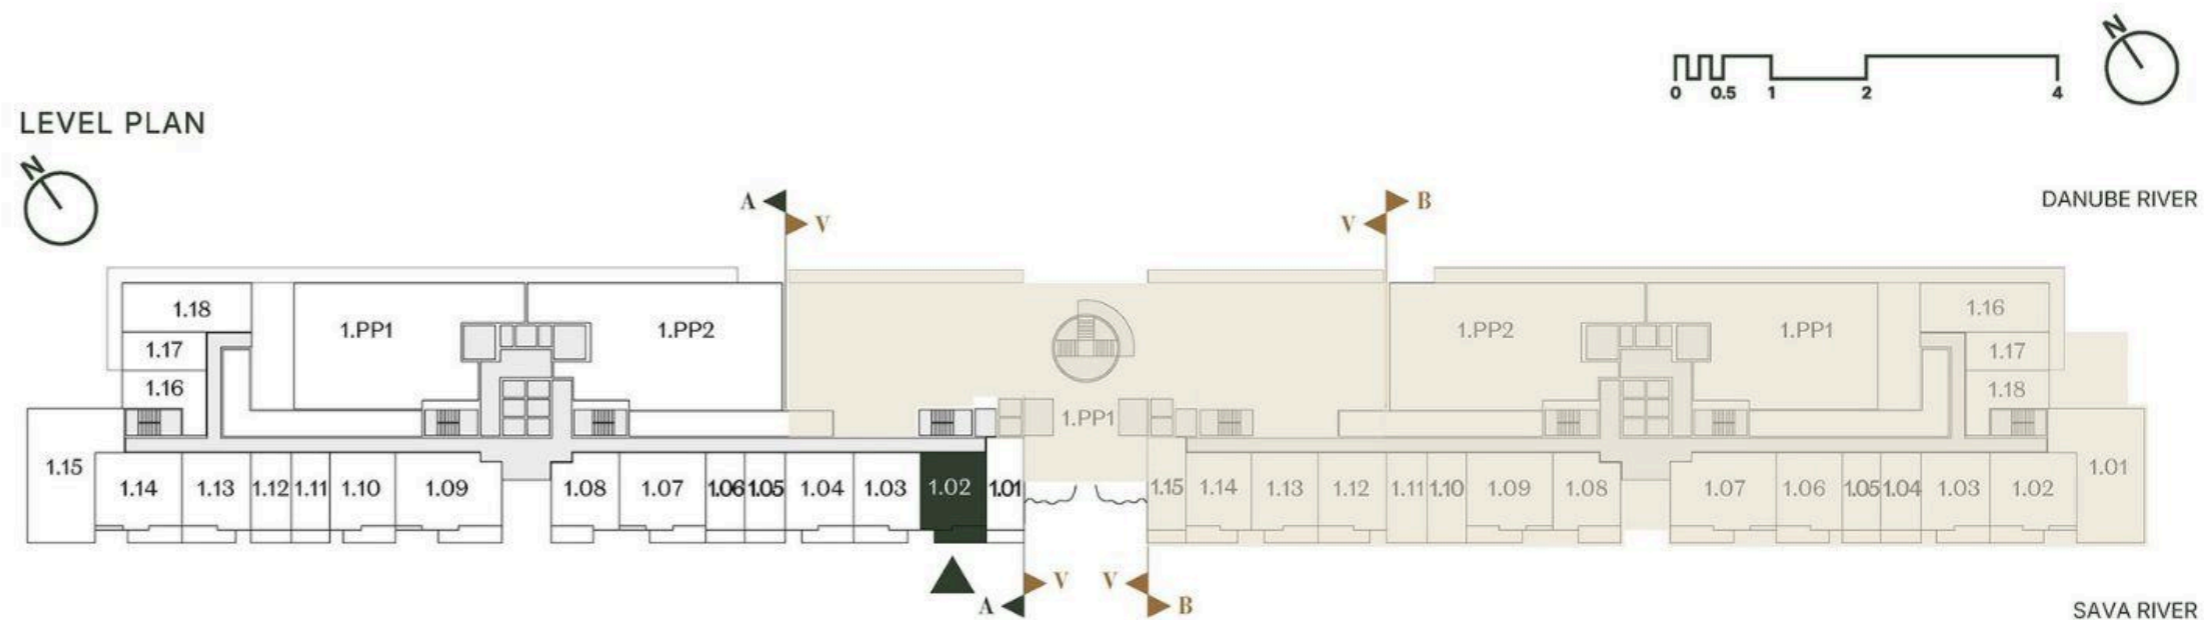 N
0 0.5 1 2 4
LEVEL PLAN
N
DANUBE RIVER
A V
V B
1.18 1.PP1 1.PP2 1.PP2 1.PP1 1.16
1.17 1.17
1.16 1.18
1.PP1
1.15 1.01
1.14 1.13 1.12 1.11 1.10 1.09 1.08 1.07 1.06 1.05 1.04 1.03 1.02 1.01 1.15 1.14 1.13 1.12 1.11 1.10 1.09 1.08 1.07 1.06 1.05 1.04 1.03 1.02
V V
A B
SAVA RIVER